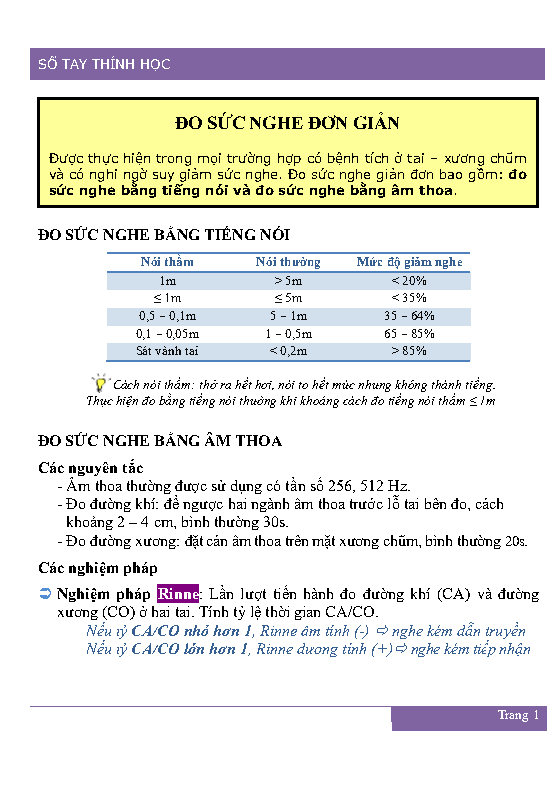 SỔ TAY THÍNH HỌC
ĐO SỨC NGHE ĐƠN GIẢN
Được thực hiện trong mọi trường hợp có bệnh tích ở tai – xương chũm
và có nghi ngờ suy giảm sức nghe. Đo sức nghe giản đơn bao gồm: đo
sức nghe bằng tiếng nói và đo sức nghe bằng âm thoa.
ĐO SỨC NGHE BẰNG TIẾNG NÓI
Nói thầm Nói thường Mức độ giảm nghe
1m > 5m < 20%
≤ 1m ≤ 5m < 35%
0,5 – 0,1m 5 – 1m 35 – 64%
0,1 – 0,05m 1 – 0,5m 65 – 85%
Sát vành tai < 0,2m > 85%
Cách nói thầm: thở ra hết hơi, nói to hết mức nhưng không thành tiếng.
Thực hiện đo bằng tiếng nói thường khi khoảng cách đo tiếng nói thầm ≤ 1m
ĐO SỨC NGHE BẰNG ÂM THOA
Các nguyên tắc
- Âm thoa thường được sử dụng có tần số 256, 512 Hz.
- Đo đường khí: để ngược hai ngành âm thoa trước lỗ tai bên đo, cách
khoảng 2 – 4 cm, bình thường 30s.
- Đo đường xương: đặt cán âm thoa trên mặt xương chũm, bình thường 20s.
Các nghiệm pháp
➲ Nghiệm pháp Rinne: Lần lượt tiến hành đo đường khí (CA) và đường
xương (CO) ở hai tai. Tính tỷ lệ thời gian CA/CO.
Nếu tỷ CA/CO nhỏ hơn 1, Rinne âm tính (-) ⇨ nghe kém dẫn truyền
Nếu tỷ CA/CO lớn hơn 1, Rinne dương tính (+) ⇨ nghe kém tiếp nhận
Trang 1